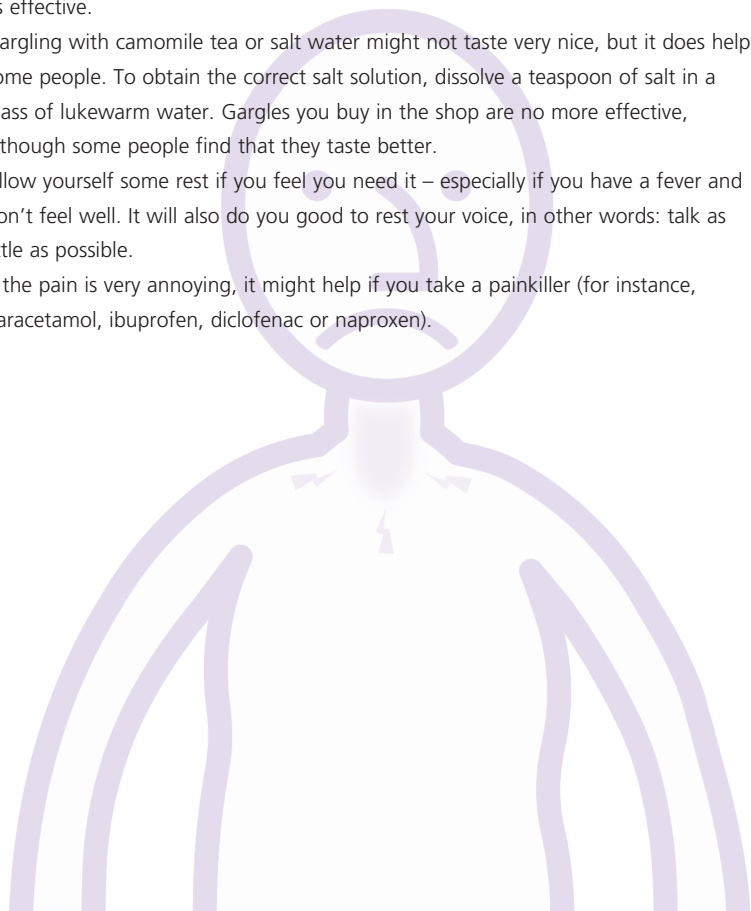 s effective.
argling with camomile tea or salt water might not taste very nice, but it does help
ome people. To obtain the correct salt solution, dissolve a teaspoon of salt in a
ass of lukewarm water. Gargles you buy in the shop are no more effective,
though some people find that they taste better.
llow yourself some rest if you feel you need it – especially if you have a fever and
on’t feel well. It will also do you good to rest your voice, in other words: talk as
ttle as possible.
the pain is very annoying, it might help if you take a painkiller (for instance,
aracetamol, ibuprofen, diclofenac or naproxen).